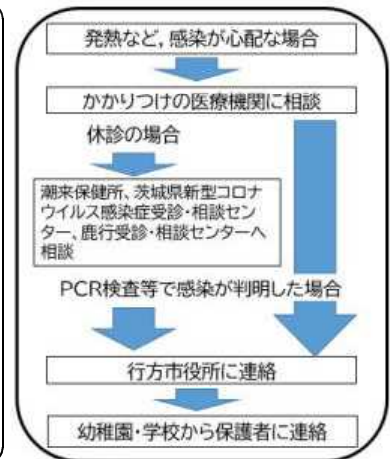 発熱など,感染が心配な場合
かかりつけの医療機関に相談
休診の場合
潮来保健所、茨城県新型コロナ
ウイルス感染症受診・相談セン
ター、鹿行受診・相談センターへ
相談
PCR検査等で感染が判明した場合
行方市役所に連絡
幼稚園・学校から保護者に連絡